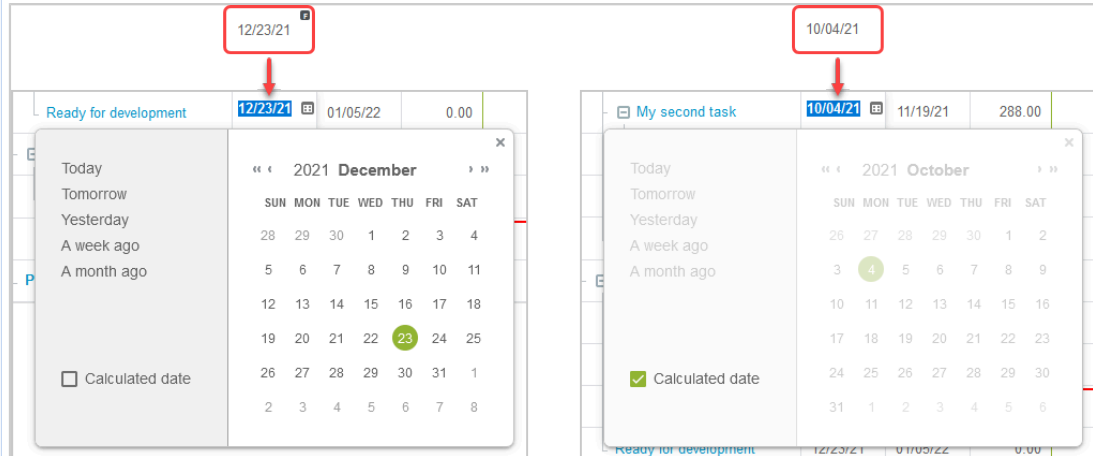 12/23/21 F
Ready for development 12/23/21 01/05/22 0.00
Today
Tomorrow
Yesterday
A week ago
A month ago
Calculated date
×
« ‹ 2021 December › »
SUN MON TUE WED THU FRI SAT
28 29 30 1 2 3 4
5 6 7 8 9 10 11
12 13 14 15 16 17 18
19 20 21 22 23 24 25
26 27 28 29 30 31 1
2 3 4 5 6 7 8
P
10/04/21
My second task 10/04/21 11/19/21 288.00
Today
Tomorrow
Yesterday
A week ago
A month ago
Calculated date
×
« ‹ 2021 October › »
SUN MON TUE WED THU FRI SAT
26 27 28 29 30 1 2
3 4 5 6 7 8 9
10 11 12 13 14 15 16
17 18 19 20 21 22 23
24 25 26 27 28 29 30
31 1 2 3 4 5 6
Ready for development 12/23/21 01/05/22 0.00